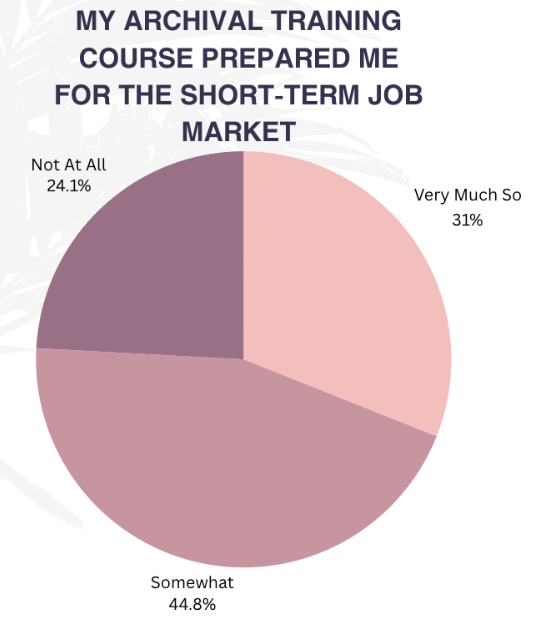 MY ARCHIVAL TRAINING
COURSE PREPARED ME
FOR THE SHORT-TERM JOB
MARKET
Not At All
24.1%
Very Much So
31%
Somewhat
44.8%